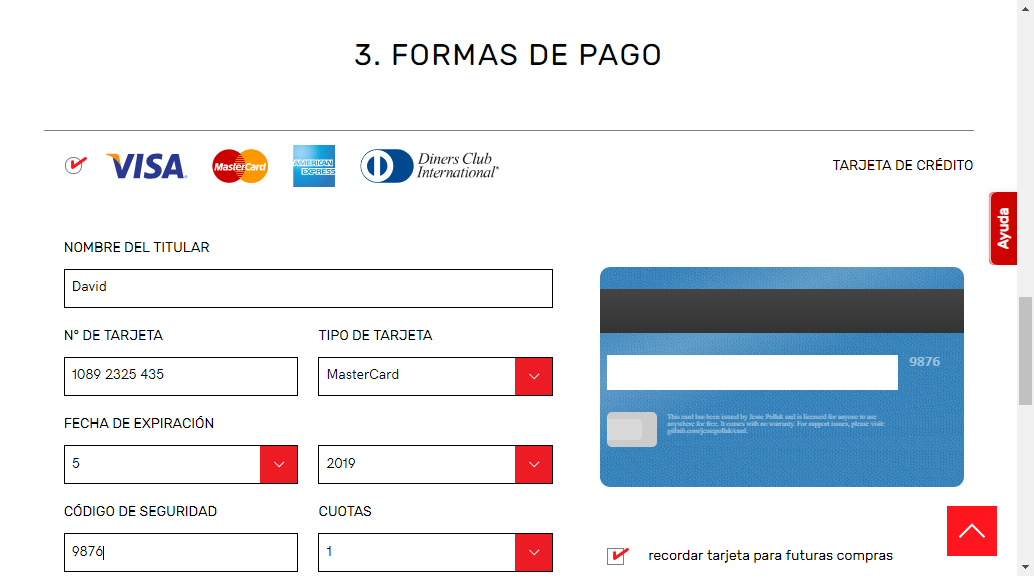 3. FORMAS DE PAGO
VISA MasterCard AMERICAN EXPRESS Diners Club International®
TARJETA DE CRÉDITO
Ayuda
NOMBRE DEL TITULAR
David
N° DE TARJETA TIPO DE TARJETA
1089 2325 435 MasterCard
FECHA DE EXPIRACIÓN
5 2019
CÓDIGO DE SEGURIDAD CUOTAS
9876 1
9876
This card has been issued by Jesse Pollak and is licensed for anyone to use
anywhere for free. It comes with no warranty. For support issues, please visit:
github.com/jessepollak/card.
recordar tarjeta para futuras compras